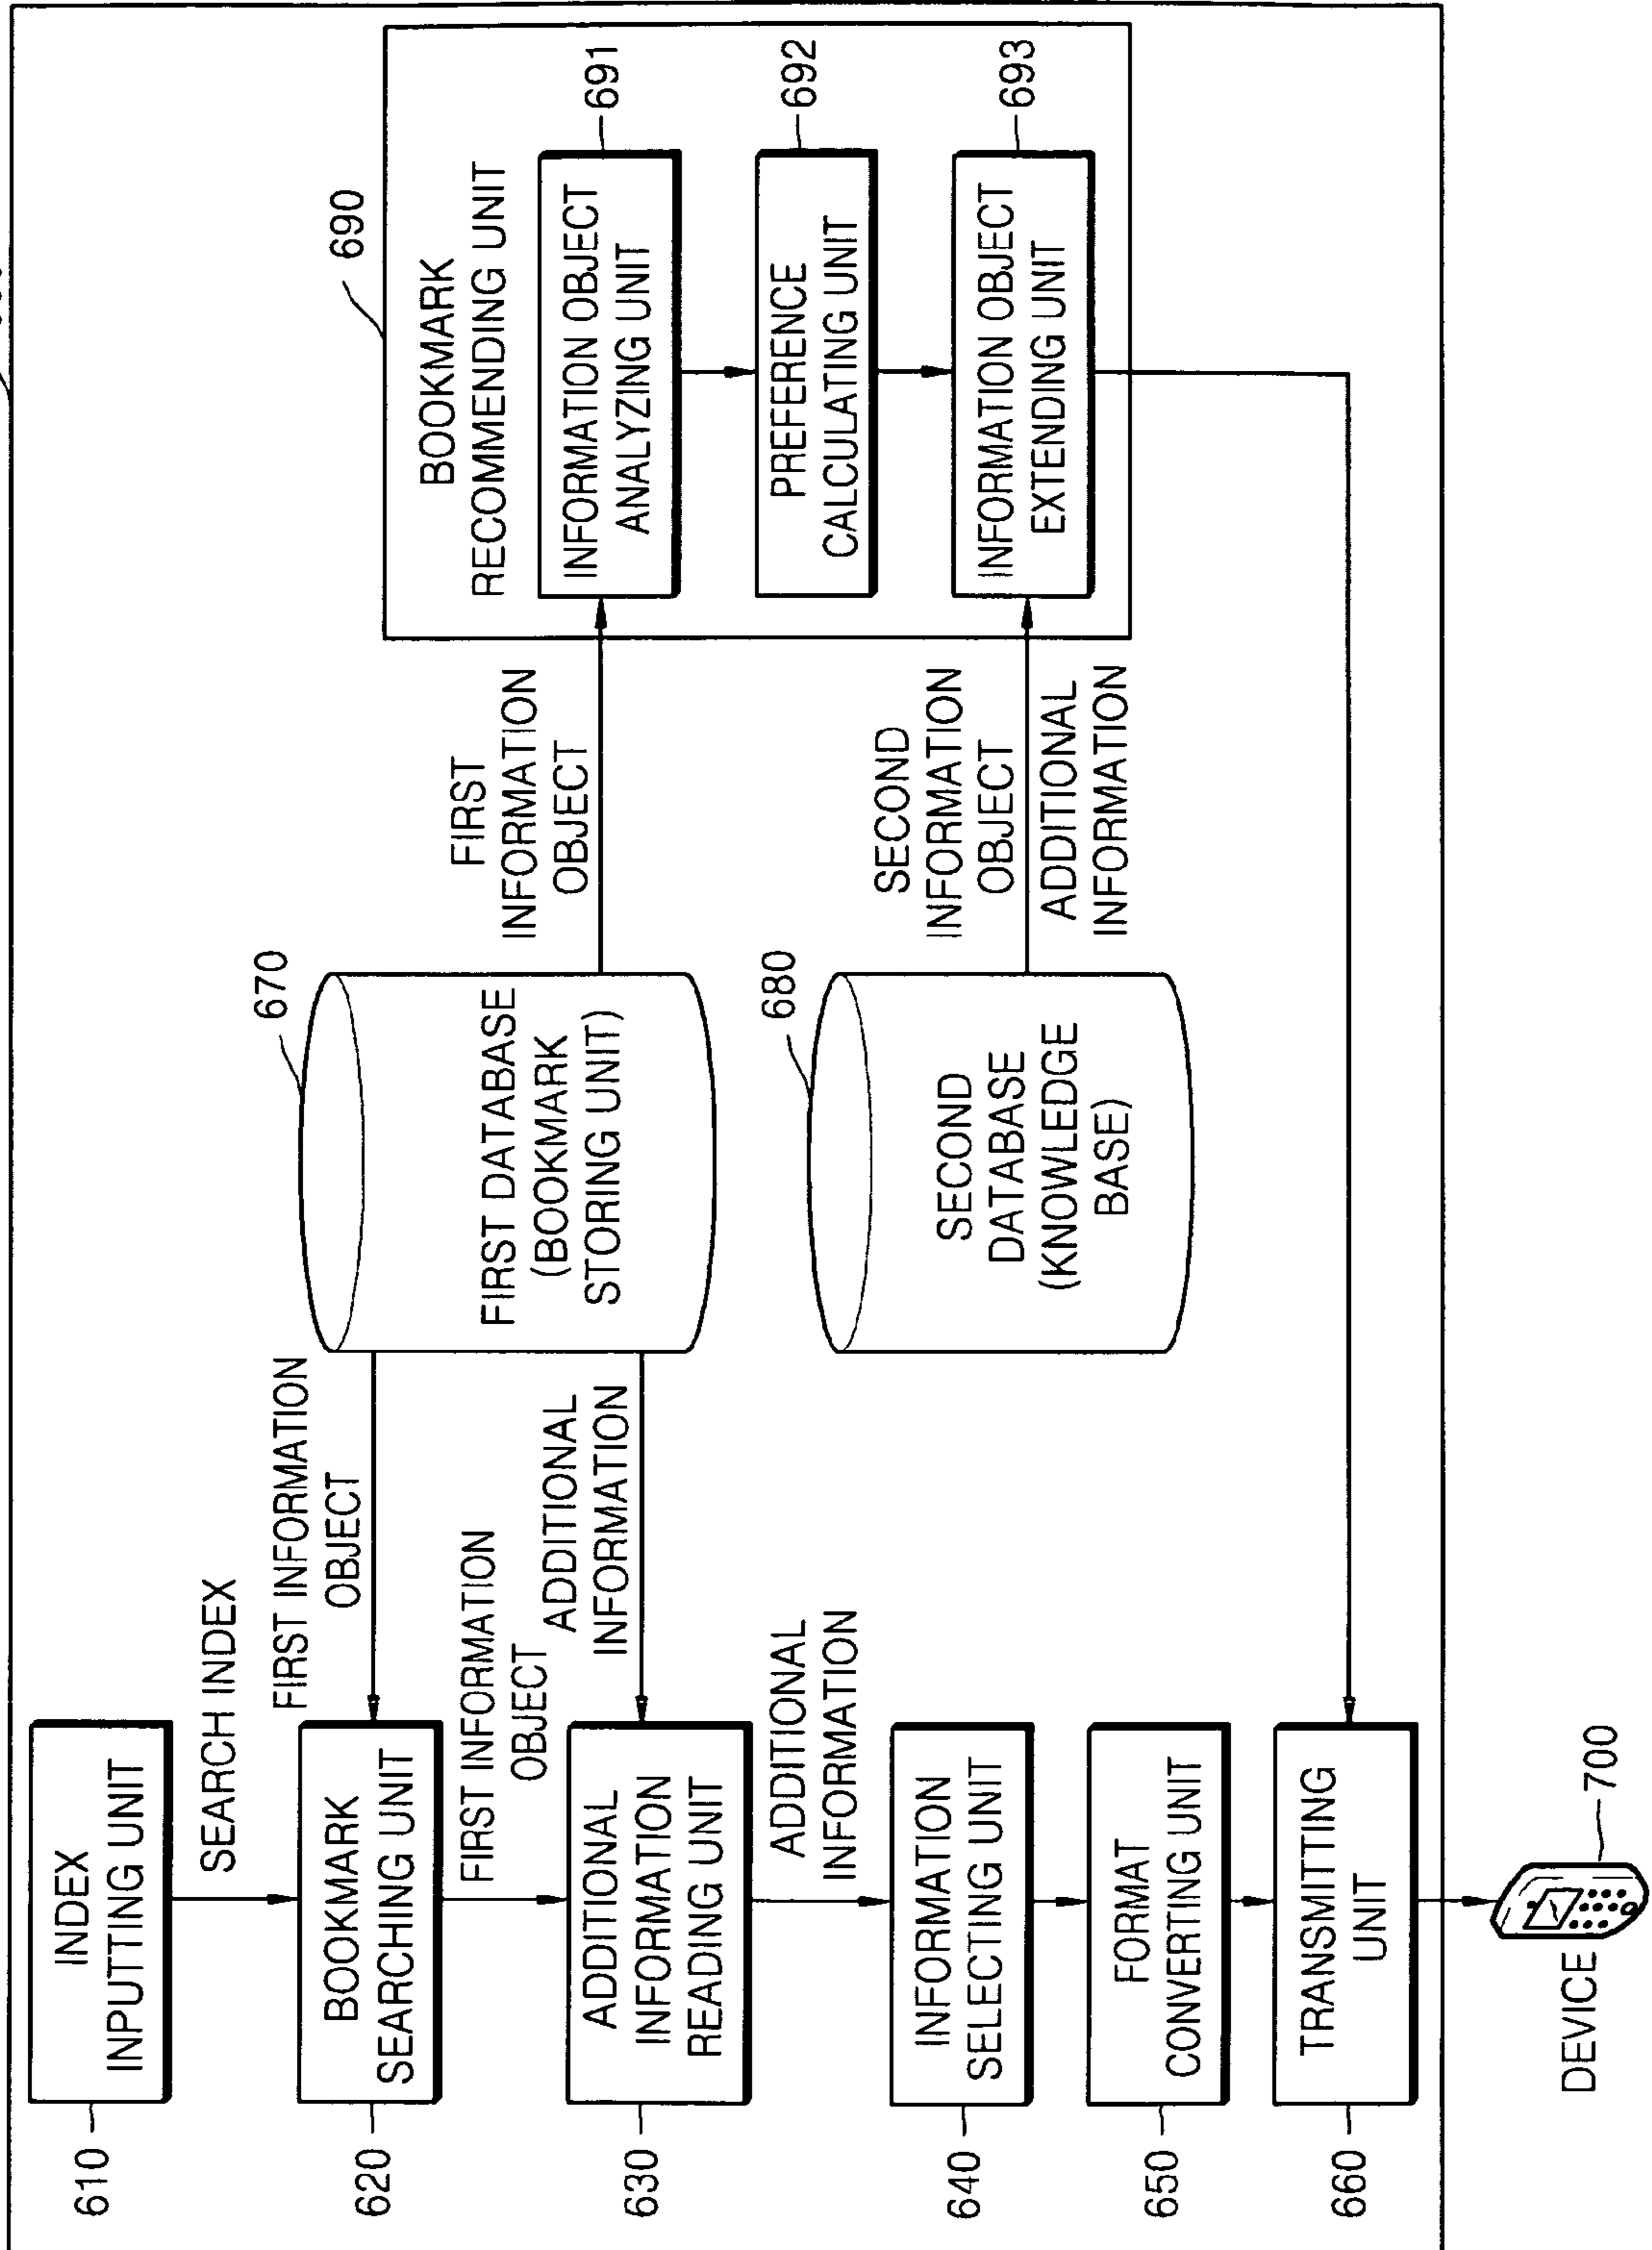 610
INDEX
INPUTTING UNIT
SEARCH INDEX
620
BOOKMARK
SEARCHING UNIT
FIRST INFORMATION
OBJECT
FIRST INFORMATION
OBJECT
630
ADDITIONAL
INFORMATION
READING UNIT
ADDITIONAL
INFORMATION
ADDITIONAL
INFORMATION
640
INFORMATION
SELECTING UNIT
650
FORMAT
CONVERTING UNIT
660
TRANSMITTING
UNIT
DEVICE
700
670
FIRST DATABASE
(BOOKMARK
STORING UNIT)
680
SECOND
DATABASE
(KNOWLEDGE
BASE)
FIRST
INFORMATION
OBJECT
SECOND
INFORMATION
OBJECT
ADDITIONAL
INFORMATION
690
BOOKMARK
RECOMMENDING UNIT
INFORMATION OBJECT
ANALYZING UNIT
691
PREFERENCE
CALCULATING UNIT
692
INFORMATION OBJECT
EXTENDING UNIT
693